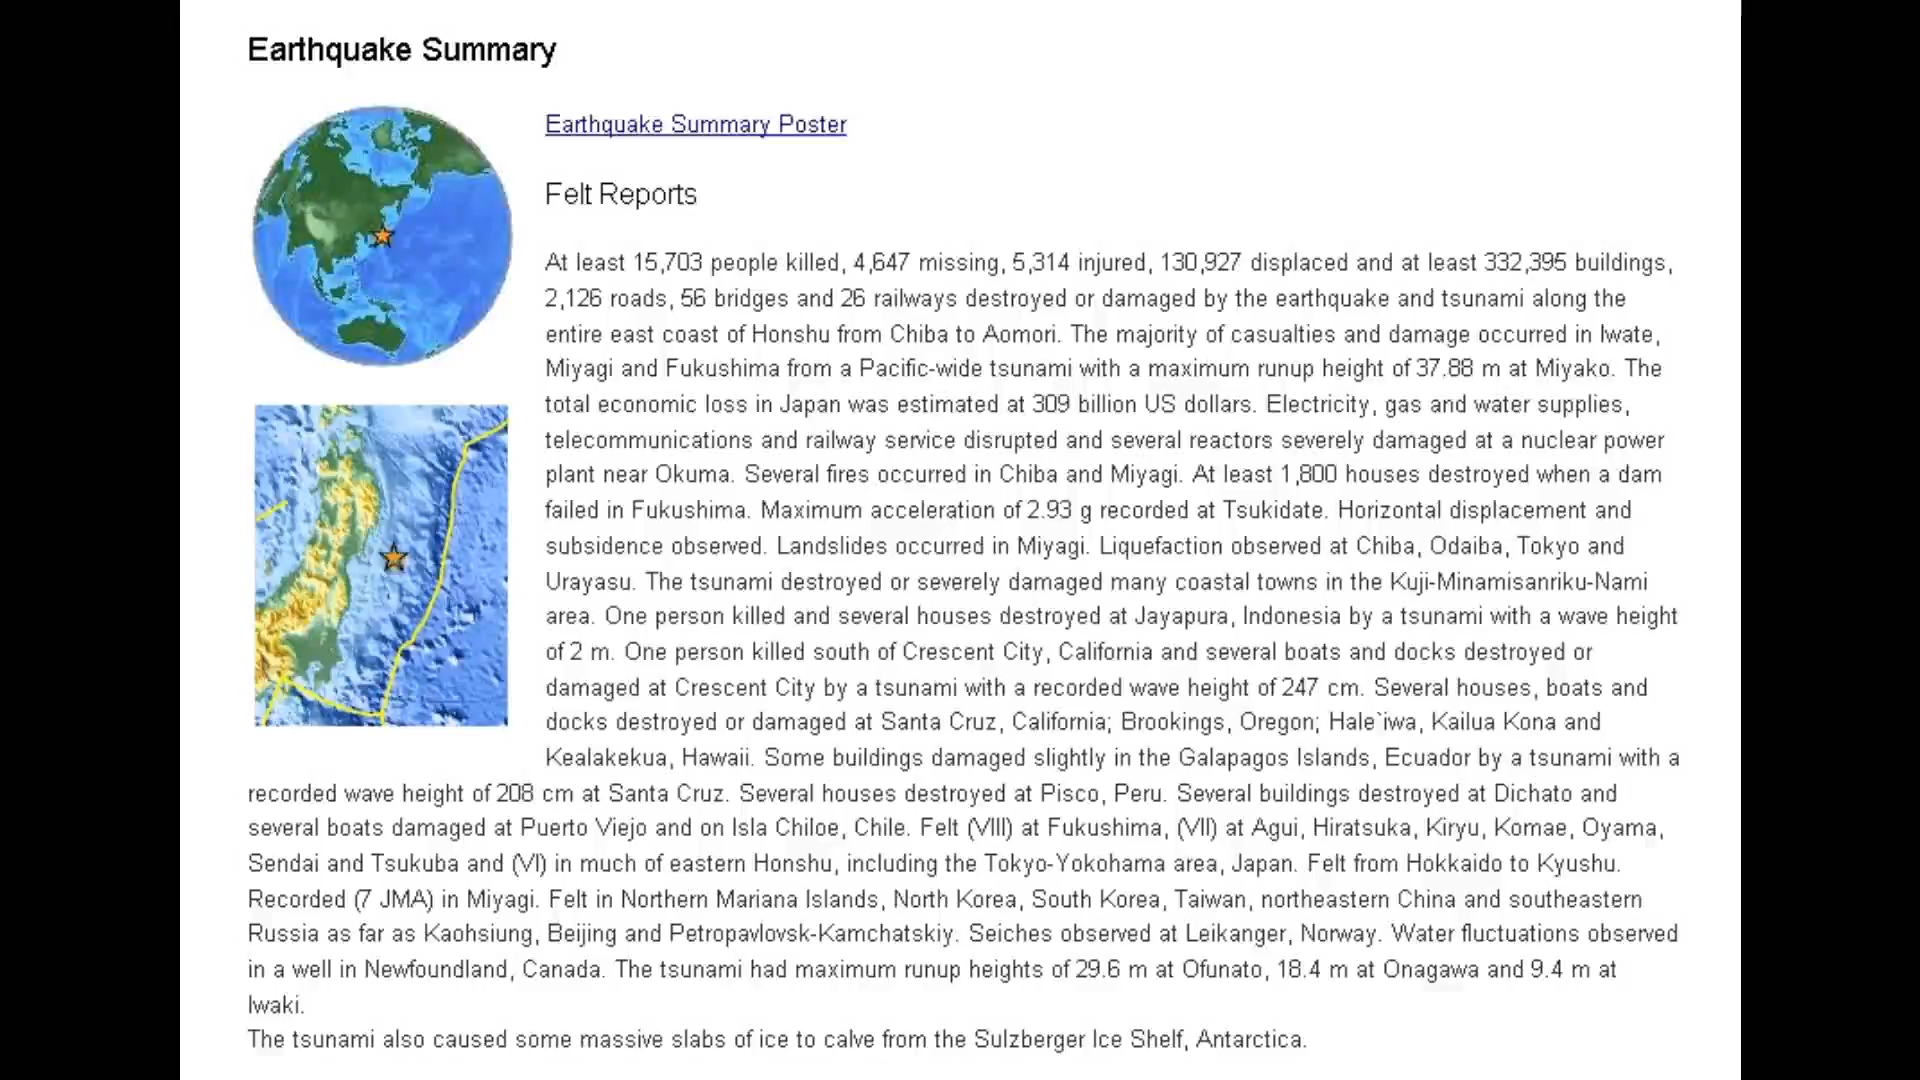 Earthquake Summary
Earthquake Summary Poster
Felt Reports
At least 15,703 people killed, 4,647 missing, 5,314 injured, 130,927 displaced and at least 332,395 buildings,
2,126 roads, 56 bridges and 26 railways destroyed or damaged by the earthquake and tsunami along the
entire east coast of Honshu from Chiba to Aomori. The majority of casualties and damage occurred in Iwate,
Miyagi and Fukushima from a Pacific-wide tsunami with a maximum runup height of 37.88 m at Miyako. The
total economic loss in Japan was estimated at 309 billion US dollars. Electricity, gas and water supplies,
telecommunications and railway service disrupted and several reactors severely damaged at a nuclear power
plant near Okuma. Several fires occurred in Chiba and Miyagi. At least 1,800 houses destroyed when a dam
failed in Fukushima. Maximum acceleration of 2.93 g recorded at Tsukidate. Horizontal displacement and
subsidence observed. Landslides occurred in Miyagi. Liquefaction observed at Chiba, Odaiba, Tokyo and
Urayasu. The tsunami destroyed or severely damaged many coastal towns in the Kuji-Minamisanriku-Nami
area. One person killed and several houses destroyed at Jayapura, Indonesia by a tsunami with a wave height
of 2 m. One person killed south of Crescent City, California and several boats and docks destroyed or
damaged at Crescent City by a tsunami with a recorded wave height of 247 cm. Several houses, boats and
docks destroyed or damaged at Santa Cruz, California; Brookings, Oregon; Hale`iwa, Kailua Kona and
Kealakekua, Hawaii. Some buildings damaged slightly in the Galapagos Islands, Ecuador by a tsunami with a
recorded wave height of 208 cm at Santa Cruz. Several houses destroyed at Pisco, Peru. Several buildings destroyed at Dichato and
several boats damaged at Puerto Viejo and on Isla Chiloe, Chile. Felt (VIII) at Fukushima, (VII) at Agui, Hiratsuka, Kiryu, Komae, Oyama,
Sendai and Tsukuba and (VI) in much of eastern Honshu, including the Tokyo-Yokohama area, Japan. Felt from Hokkaido to Kyushu.
Recorded (7 JMA) in Miyagi. Felt in Northern Mariana Islands, North Korea, South Korea, Taiwan, northeastern China and southeastern
Russia as far as Kaohsiung, Beijing and Petropavlovsk-Kamchatskiy. Seiches observed at Leikanger, Norway. Water fluctuations observed
in a well in Newfoundland, Canada. The tsunami had maximum runup heights of 29.6 m at Ofunato, 18.4 m at Onagawa and 9.4 m at
Iwaki.
The tsunami also caused some massive slabs of ice to calve from the Sulzberger Ice Shelf, Antarctica.